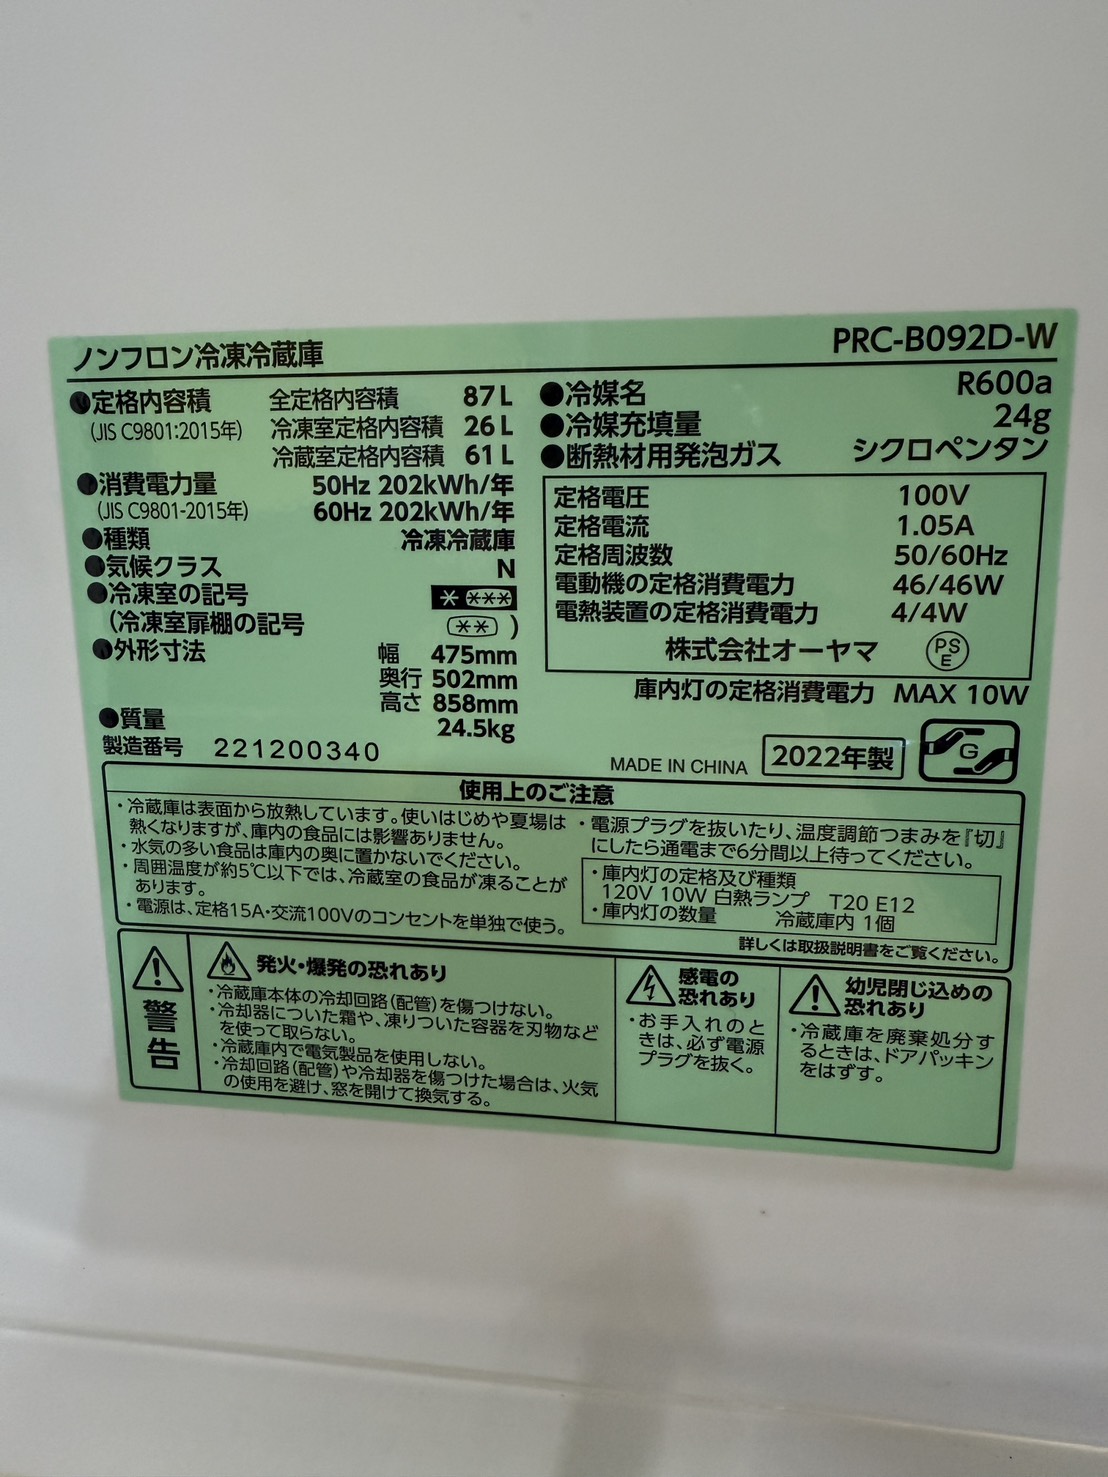 ノンフロン冷凍冷蔵庫
PRC-B092D-W
●定格内容積 全定格内容積 87L
(JIS C9801:2015年) 冷凍室定格内容積 26L
冷蔵室定格内容積 61L
●消費電力量 50Hz 202kWh/年
(JIS C9801-2015年) 60Hz 202kWh/年
●種類 冷凍冷蔵庫
●気候クラス N
●冷凍室の記号 * ***
(冷凍室扉棚の記号 ** )
●外形寸法 幅 475mm
奥行 502mm
高さ 858mm
●質量 24.5kg
製造番号 221200340
●冷媒名 R600a
●冷媒充填量 24g
●断熱材用発泡ガス シクロペンタン
定格電圧 100V
定格電流 1.05A
定格周波数 50/60Hz
電動機の定格消費電力 46/46W
電熱装置の定格消費電力 4/4W
株式会社オーヤマ PSE
庫内灯の定格消費電力 MAX 10W
MADE IN CHINA 2022年製 G
使用上のご注意
・冷蔵庫は表面から放熱しています。使いはじめや夏場は
熱くなりますが、庫内の食品には影響ありません。
・水気の多い食品は庫内の奥に置かないでください。
・周囲温度が約5℃以下では、冷蔵室の食品が凍ることが
あります。
・電源は、定格15A・交流100Vのコンセントを単独で使う。
・電源プラグを抜いたり、温度調節つまみを『切』
にしたら通電まで6分間以上待ってください。
・庫内灯の定格及び種類
120V 10W 白熱ランプ T20 E12
・庫内灯の数量 冷蔵庫内 1個
詳しくは取扱説明書をご覧ください。
警告
発火・爆発の恐れあり
・冷蔵庫本体の冷却回路(配管)を傷つけない。
・冷却器についた霜や、凍りついた容器を刃物など
を使って取らない。
・冷蔵庫内で電気製品を使用しない。
・冷却回路(配管)や冷却器を傷つけた場合は、火気
の使用を避け、窓を開けて換気する。
感電の
恐れあり
・お手入れのと
きは、必ず電源
プラグを抜く。
幼児閉じ込めの
恐れあり
・冷蔵庫を廃棄処分す
るときは、ドアパッキン
をはずす。